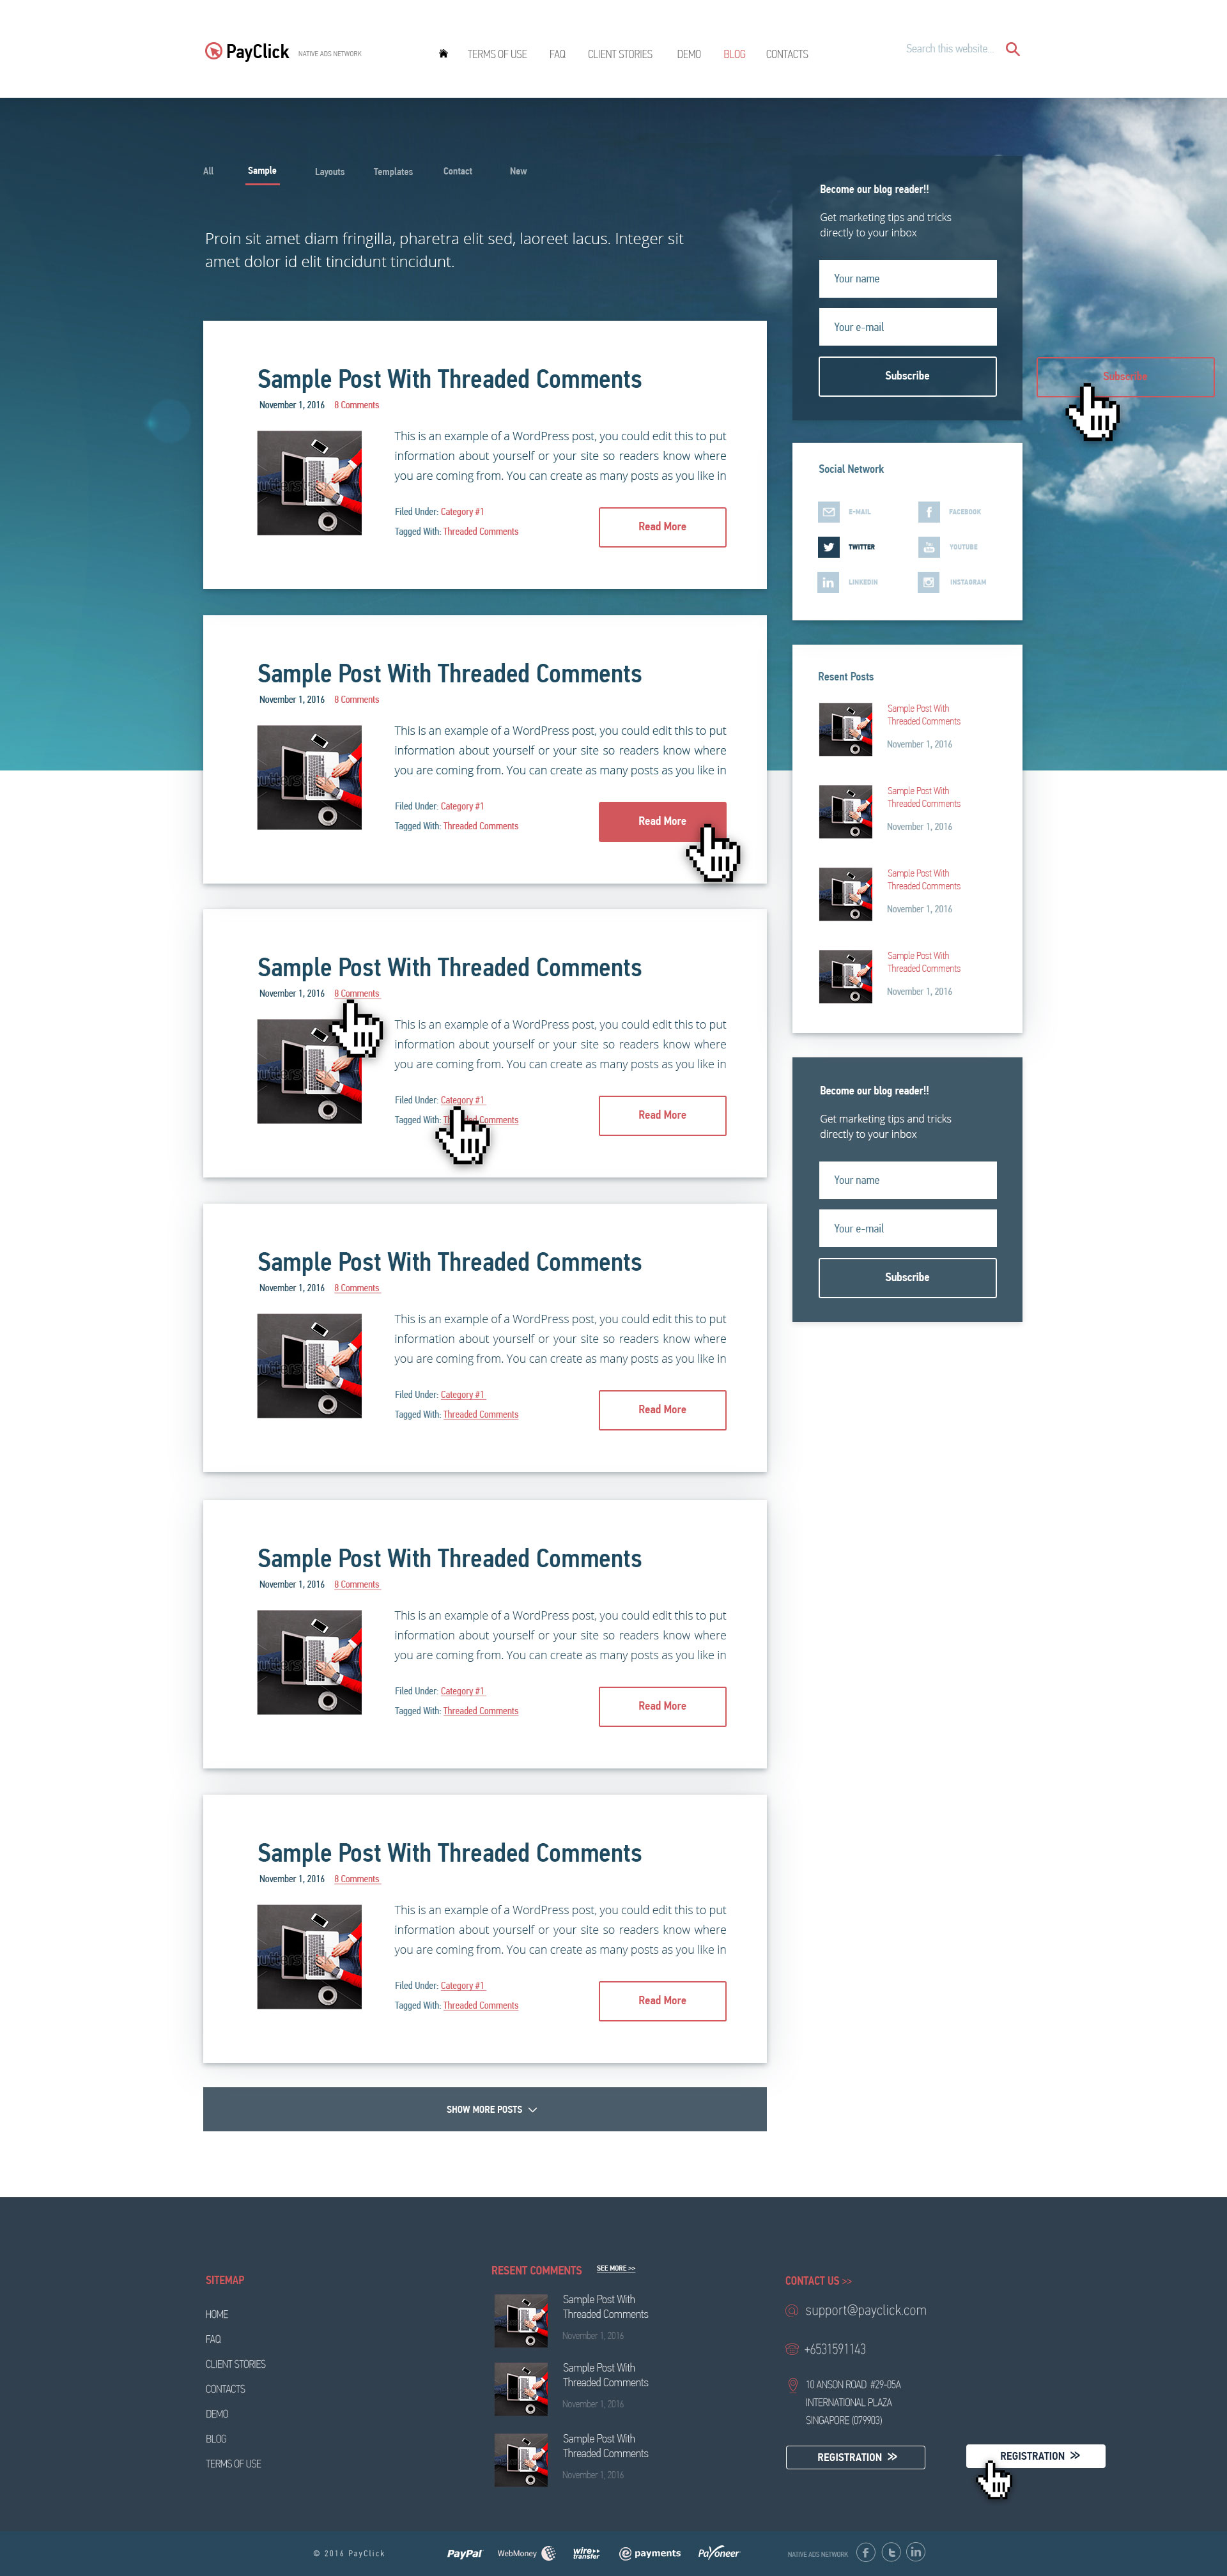 PayClick NATIVE ADS NETWORK
TERMS OF USE FAQ CLIENT STORIES DEMO BLOG CONTACTS
Search this website...
All Sample Layouts Templates Contact New
Proin sit amet diam fringilla, pharetra elit sed, laoreet lacus. Integer sit
amet dolor id elit tincidunt tincidunt.
Sample Post With Threaded Comments
November 1, 2016 8 Comments
This is an example of a WordPress post, you could edit this to put
information about yourself or your site so readers know where
you are coming from. You can create as many posts as you like in
Filed Under: Category #1
Tagged With: Threaded Comments
Read More
Sample Post With Threaded Comments
November 1, 2016 8 Comments
This is an example of a WordPress post, you could edit this to put
information about yourself or your site so readers know where
you are coming from. You can create as many posts as you like in
Filed Under: Category #1
Tagged With: Threaded Comments
Read More
Sample Post With Threaded Comments
November 1, 2016 8 Comments
This is an example of a WordPress post, you could edit this to put
information about yourself or your site so readers know where
you are coming from. You can create as many posts as you like in
Filed Under: Category #1
Tagged With: Comments
Read More
Sample Post With Threaded Comments
November 1, 2016 8 Comments
This is an example of a WordPress post, you could edit this to put
information about yourself or your site so readers know where
you are coming from. You can create as many posts as you like in
Filed Under: Category #1
Tagged With: Threaded Comments
Read More
Sample Post With Threaded Comments
November 1, 2016 8 Comments
This is an example of a WordPress post, you could edit this to put
information about yourself or your site so readers know where
you are coming from. You can create as many posts as you like in
Filed Under: Category #1
Tagged With: Threaded Comments
Read More
Sample Post With Threaded Comments
November 1, 2016 8 Comments
This is an example of a WordPress post, you could edit this to put
information about yourself or your site so readers know where
you are coming from. You can create as many posts as you like in
Filed Under: Category #1
Tagged With: Threaded Comments
Read More
SHOW MORE POSTS
Become our blog reader!!
Get marketing tips and tricks
directly to your inbox
Your name
Your e-mail
Subscribe
Subscribe
Social Network
E-MAIL FACEBOOK
TWITTER YOUTUBE
LINKEDIN INSTAGRAM
Resent Posts
Sample Post With
Threaded Comments
November 1, 2016
Sample Post With
Threaded Comments
November 1, 2016
Sample Post With
Threaded Comments
November 1, 2016
Sample Post With
Threaded Comments
November 1, 2016
Become our blog reader!!
Get marketing tips and tricks
directly to your inbox
Your name
Your e-mail
Subscribe
SITEMAP
HOME
FAQ
CLIENT STORIES
CONTACTS
DEMO
BLOG
TERMS OF USE
RESENT COMMENTS SEE MORE >>
Sample Post With
Threaded Comments
November 1, 2016
Sample Post With
Threaded Comments
November 1, 2016
Sample Post With
Threaded Comments
November 1, 2016
CONTACT US >>
support@payclick.com
+6531591143
10 ANSON ROAD #29-05A
INTERNATIONAL PLAZA
SINGAPORE (079903)
REGISTRATION >>
REGISTRATION >>
© 2016 PayClick
PayPal WebMoney wire transfer epayments Payoneer
NATIVE ADS NETWORK